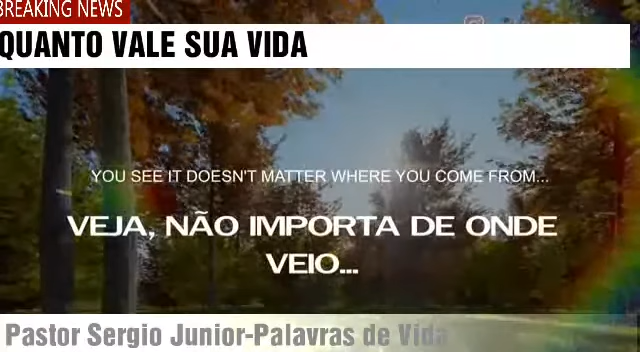 BREAKING NEWS
QUANTO VALE SUA VIDA
YOU SEE IT DOESN'T MATTER WHERE YOU COME FROM...
VEJA, NÃO IMPORTA DE ONDE
VEIO...
Pastor Sergio Junior-Palavras de Vida